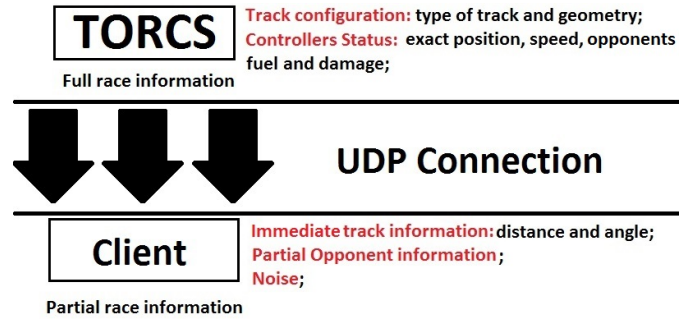 TORCS
Track configuration: type of track and geometry;
Controllers Status: exact position, speed, opponents
fuel and damage;
Full race information
UDP Connection
Client
Immediate track information: distance and angle;
Partial Opponent information;
Noise;
Partial race information